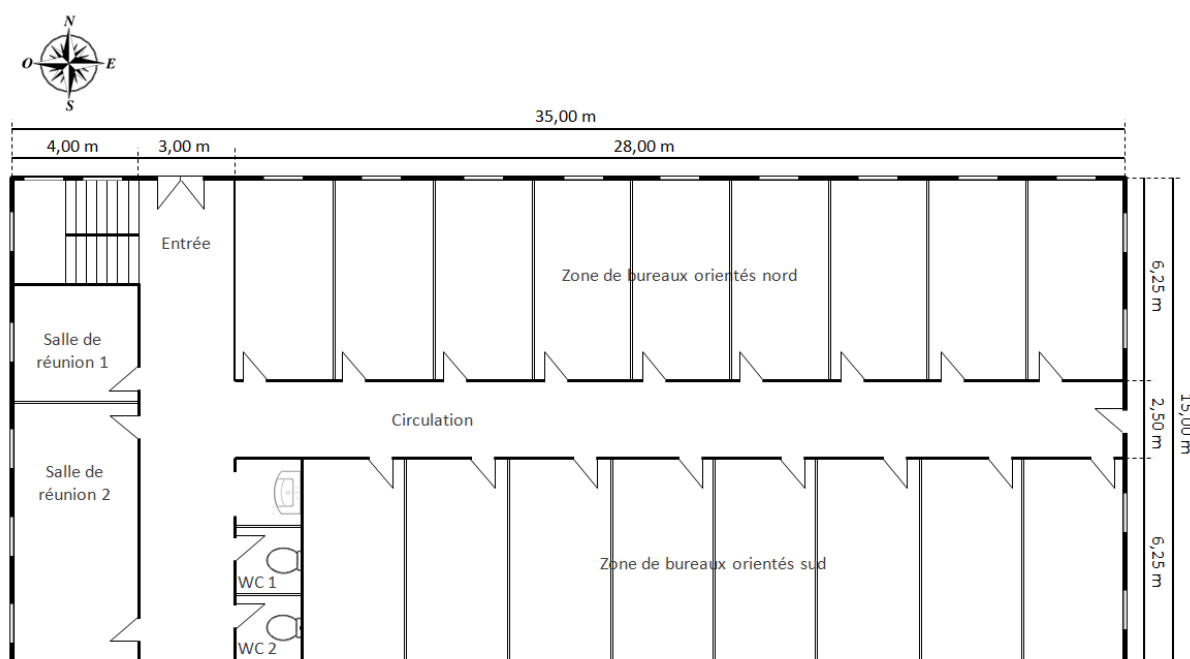 N
O
E
S
35,00 m
4,00 m
3,00 m
28,00 m
Entrée
Zone de bureaux orientés nord
6,25 m
Salle de
réunion 1
Circulation
2,50 m
15,00 m
Salle de
réunion 2
Zone de bureaux orientés sud
6,25 m
WC 1
WC 2